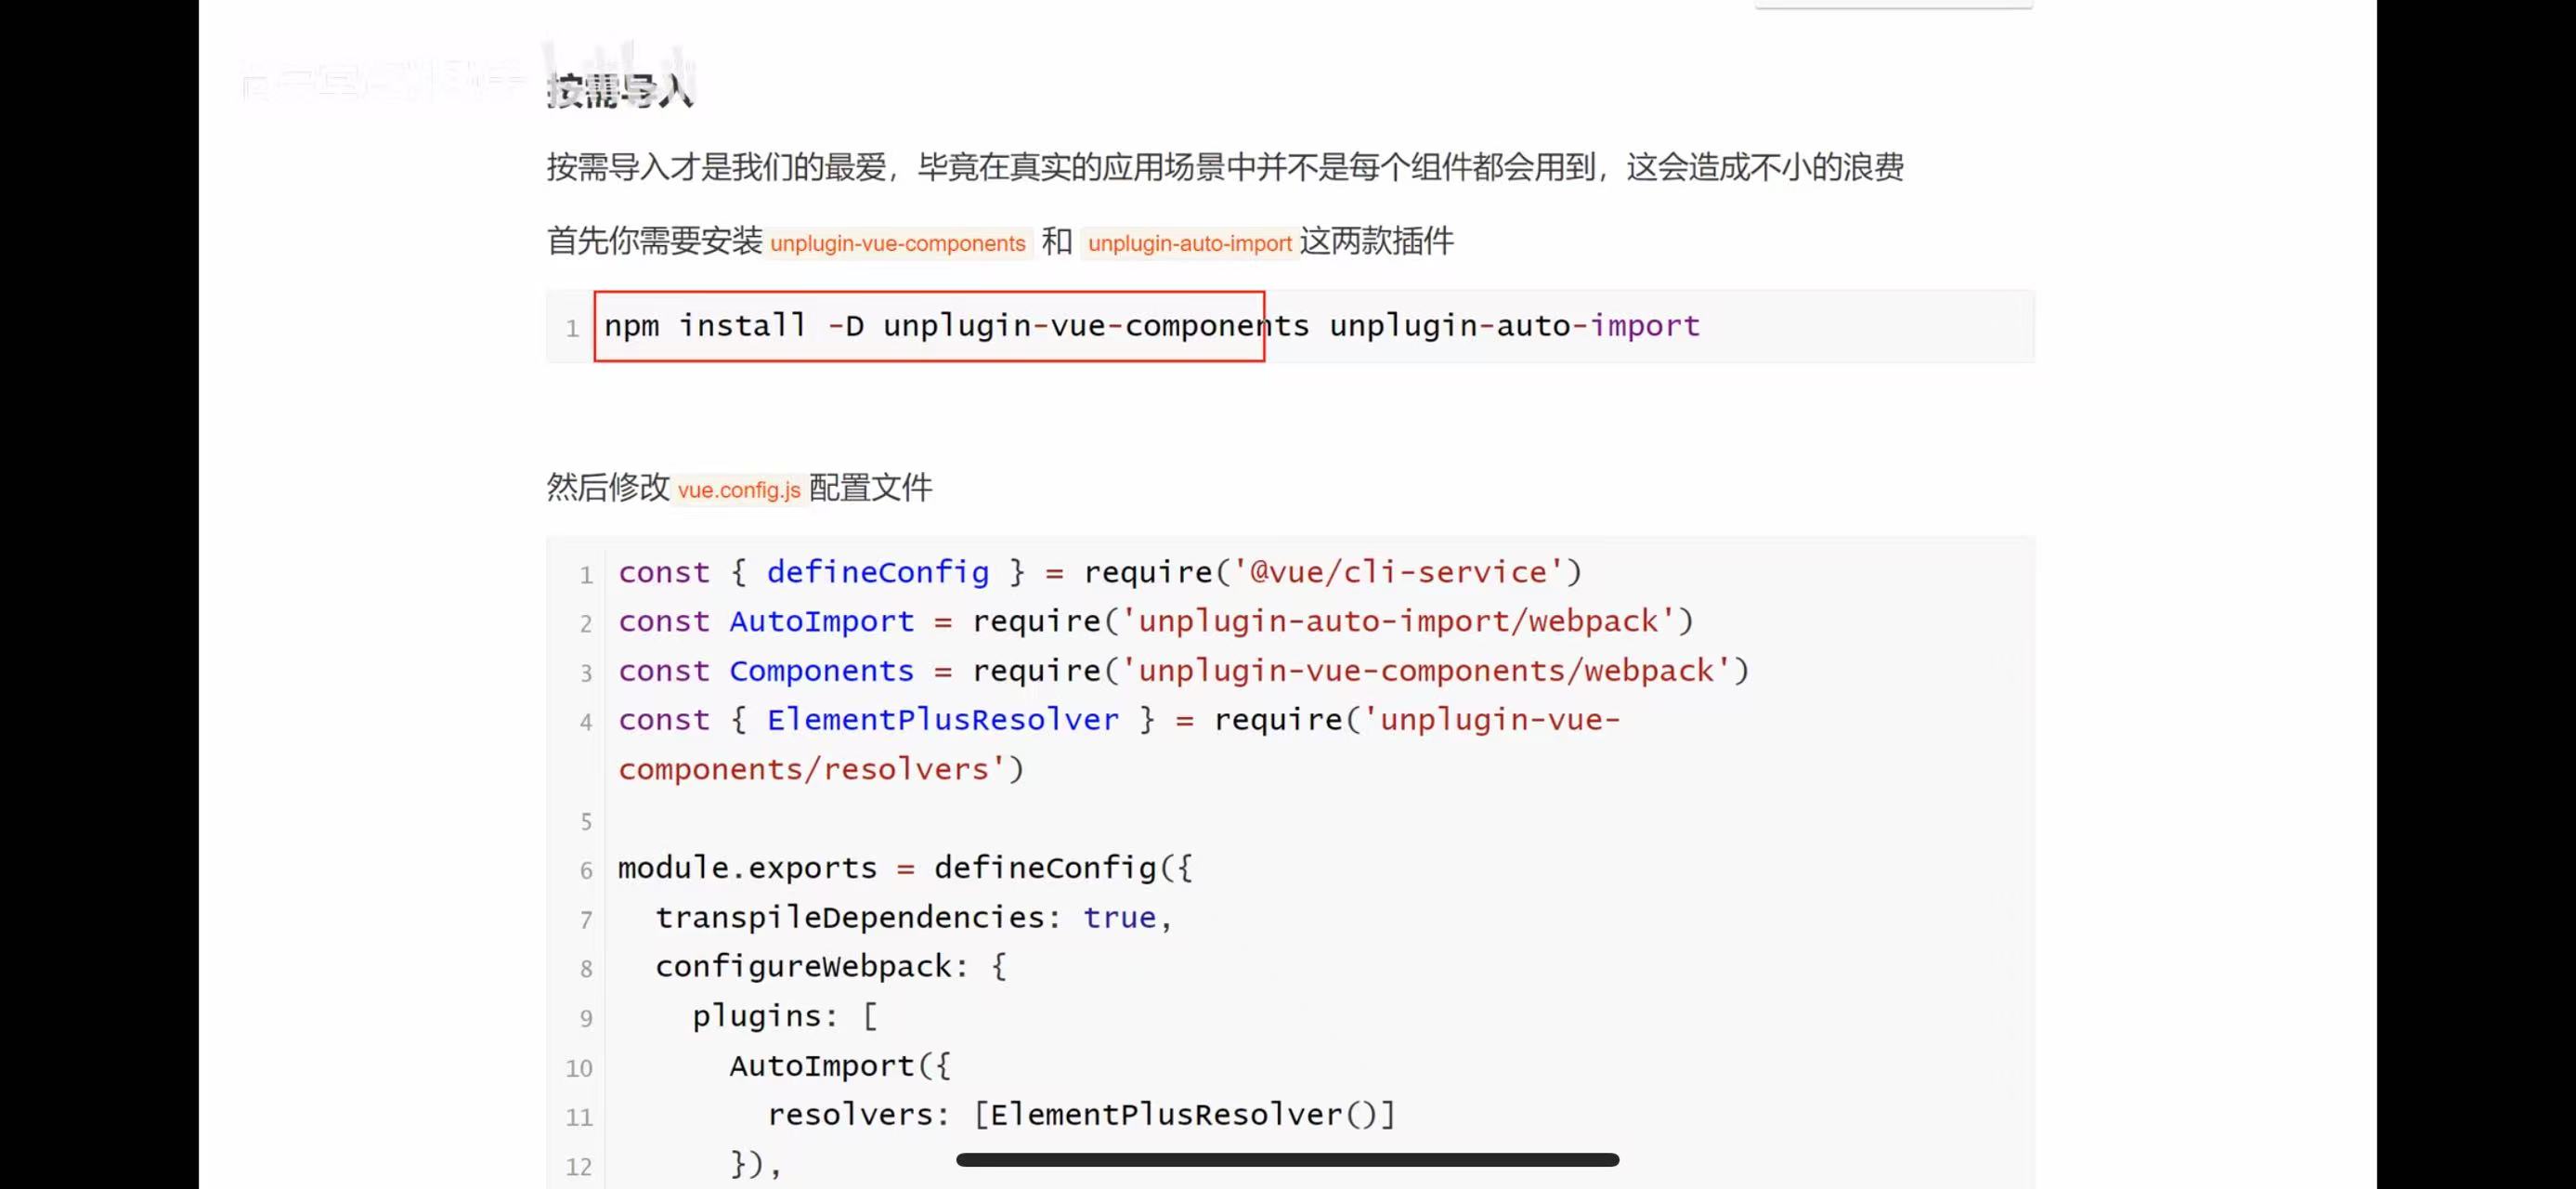 按需导入
按需导入才是我们的最爱，毕竟在真实的应用场景中并不是每个组件都会用到，这会造成不小的浪费
首先你需要安装 unplugin-vue-components 和 unplugin-auto-import 这两款插件
1 npm install -D unplugin-vue-components unplugin-auto-import
然后修改 vue.config.js 配置文件
1 const { defineConfig } = require('@vue/cli-service')
2 const AutoImport = require('unplugin-auto-import/webpack')
3 const Components = require('unplugin-vue-components/webpack')
4 const { ElementPlusResolver } = require('unplugin-vue-
components/resolvers')
5
6 module.exports = defineConfig({
7 transpileDependencies: true,
8 configureWebpack: {
9 plugins: [
10 AutoImport({
11 resolvers: [ElementPlusResolver()]
12 }),